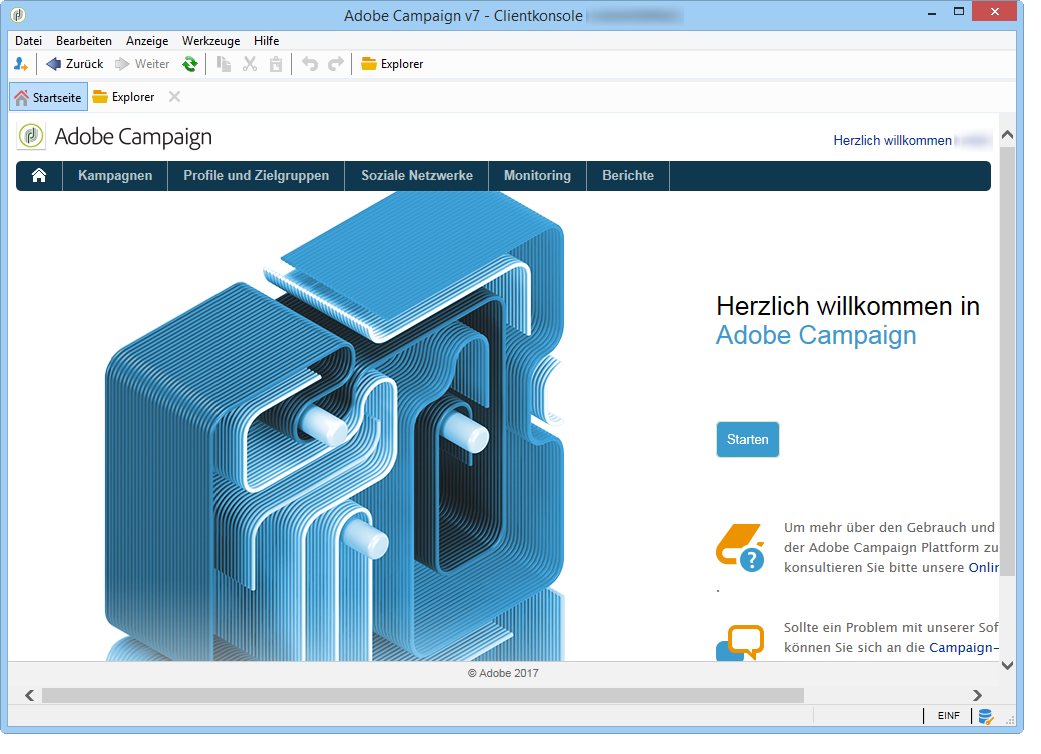 Adobe Campaign v7 - Clientkonsole
Datei Bearbeiten Anzeige Werkzeuge Hilfe
Zurück Weiter Explorer
Startseite Explorer
Adobe Campaign
Herzlich willkommen
Kampagnen Profile und Zielgruppen Soziale Netzwerke Monitoring Berichte
Herzlich willkommen in
Adobe Campaign
Starten
Um mehr über den Gebrauch und
der Adobe Campaign Plattform zu
konsultieren Sie bitte unsere Onlin
.
Sollte ein Problem mit unserer Sof
können Sie sich an die Campaign-
© Adobe 2017
EINF